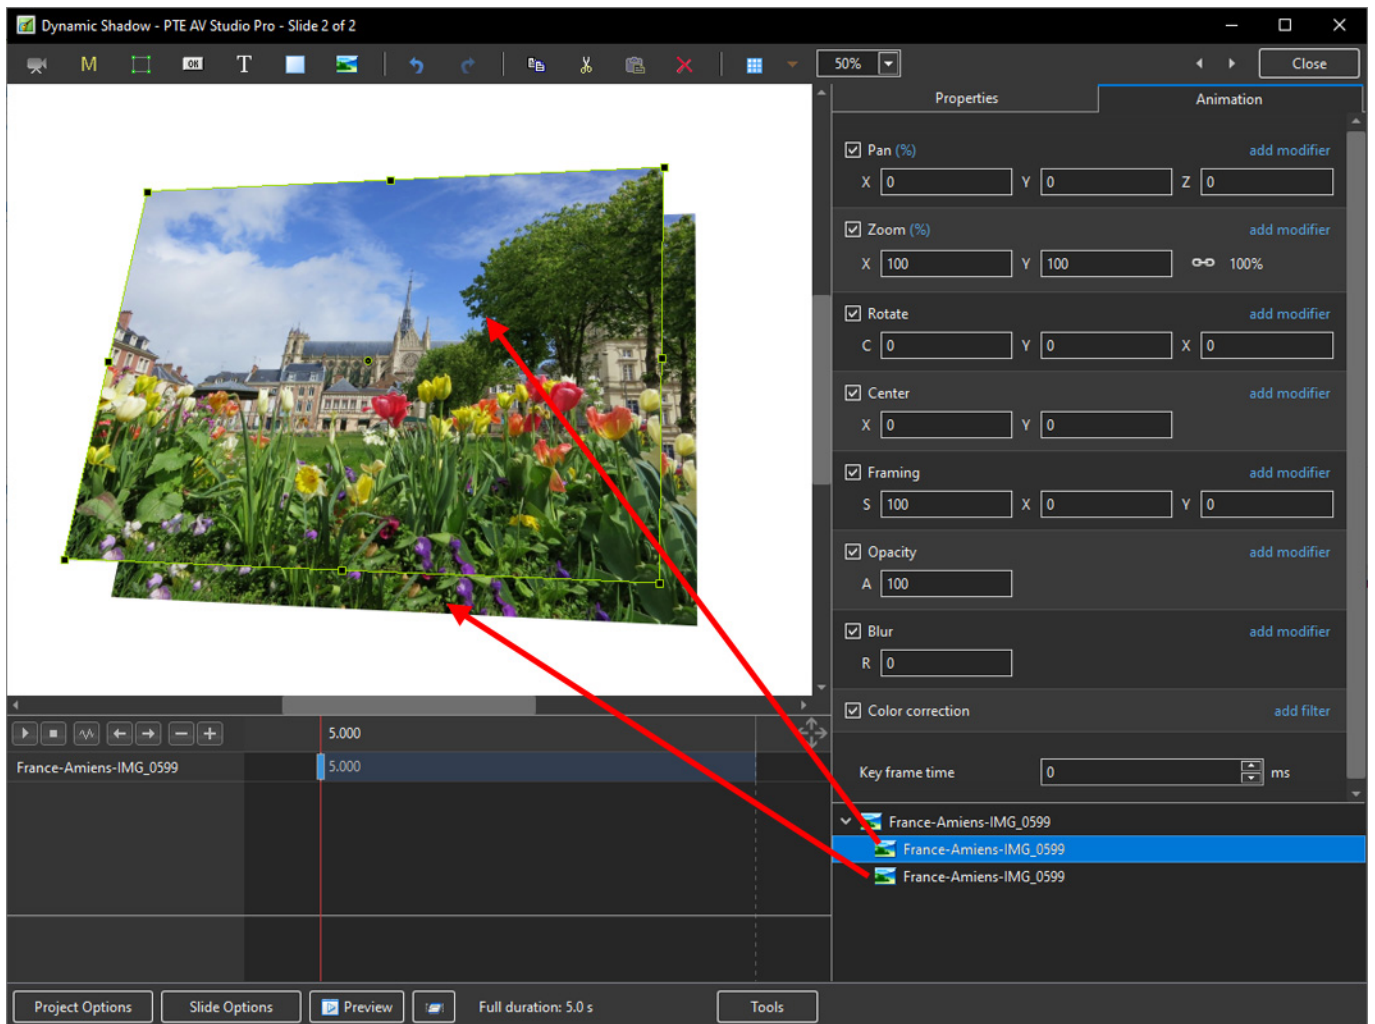 Dynamic Shadow - PTE AV Studio Pro - Slide 2 of 2
M OK T 50% Close
Properties Animation
Pan (%) add modifier
X 0 Y 0 Z 0
Zoom (%) add modifier
X 100 Y 100 100%
Rotate add modifier
C 0 Y 0 X 0
Center add modifier
X 0 Y 0
Framing add modifier
S 100 X 0 Y 0
Opacity add modifier
A 100
Blur add modifier
R 0
Color correction add filter
Key frame time 0 ms
5.000
France-Amiens-IMG_0599 5.000
France-Amiens-IMG_0599
France-Amiens-IMG_0599
France-Amiens-IMG_0599
Project Options Slide Options Preview Full duration: 5.0 s Tools